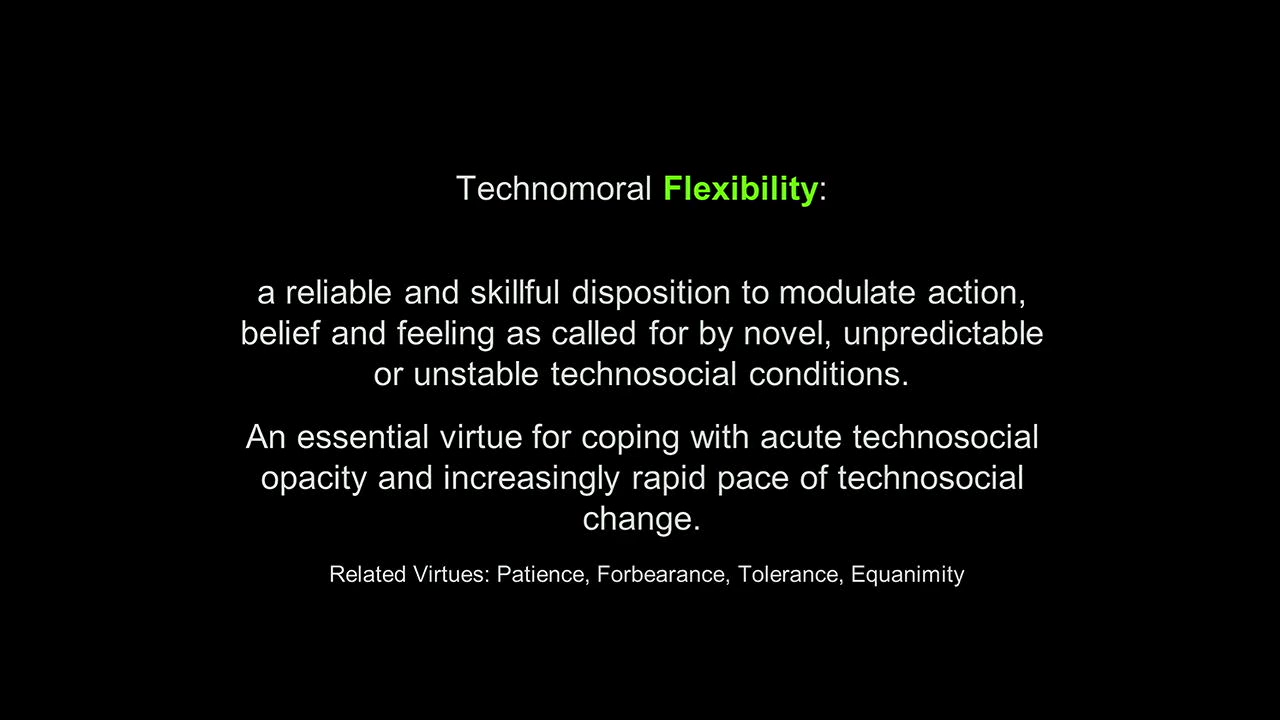 Technomoral Flexibility:
a reliable and skillful disposition to modulate action,
belief and feeling as called for by novel, unpredictable
or unstable technosocial conditions.
An essential virtue for coping with acute technosocial
opacity and increasingly rapid pace of technosocial
change.
Related Virtues: Patience, Forbearance, Tolerance, Equanimity